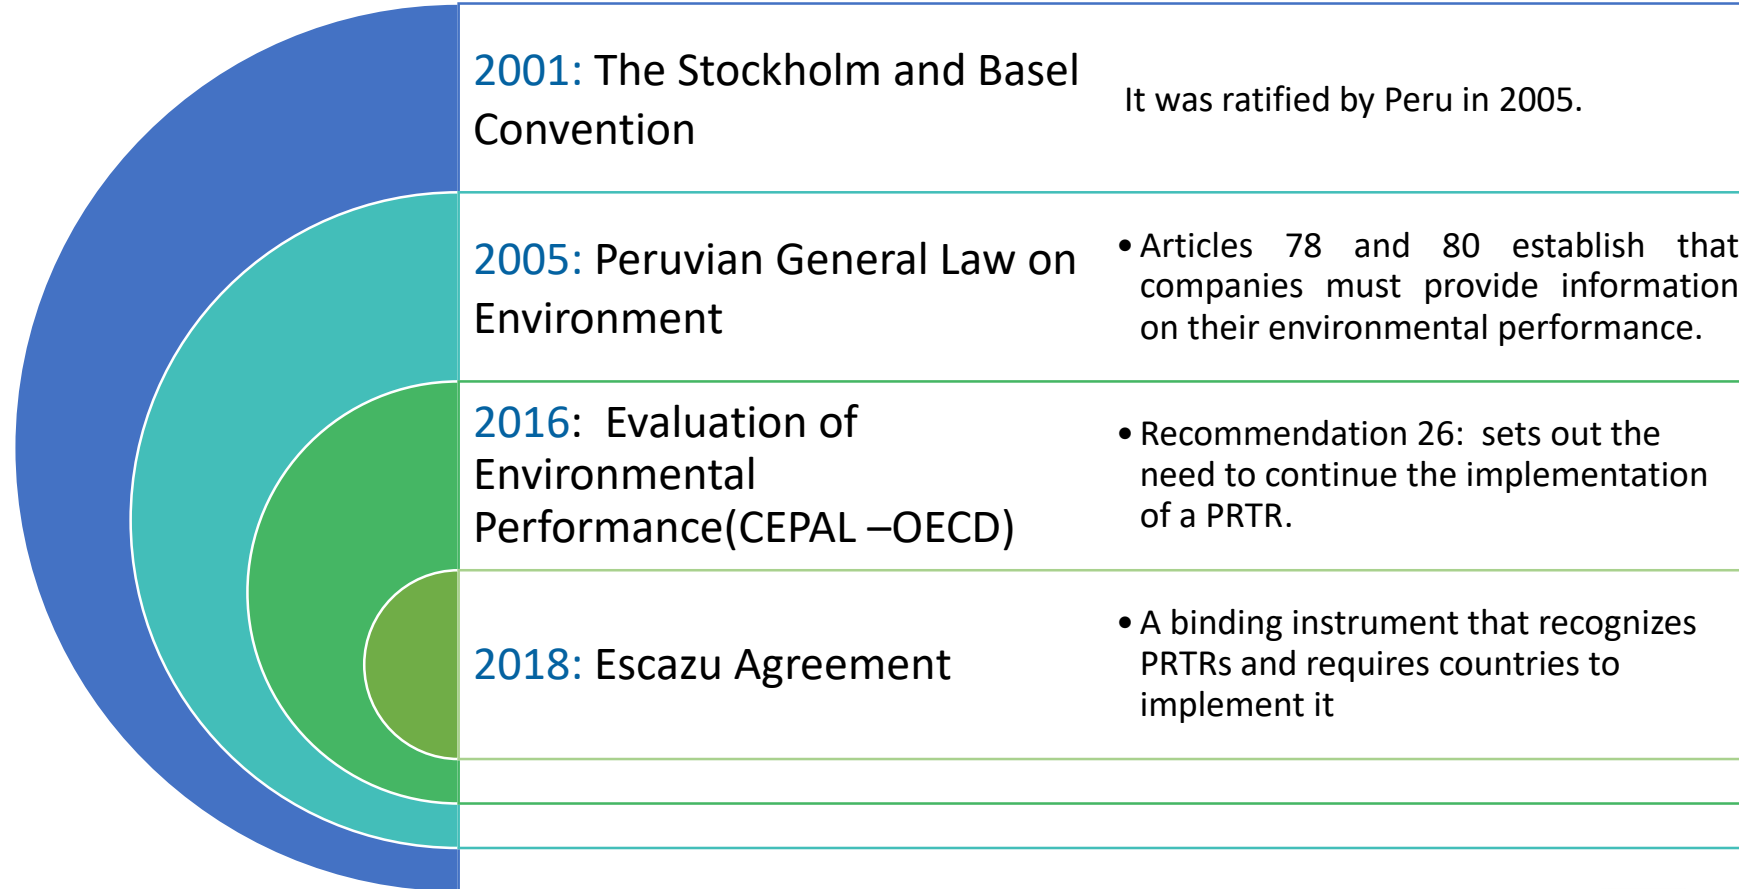 2001: The Stockholm and Basel
Convention
It was ratified by Peru in 2005.
2005: Peruvian General Law on
Environment
• Articles 78 and 80 establish that
companies must provide information
on their environmental performance.
2016:  Evaluation of
Environmental
Performance(CEPAL –OECD)
• Recommendation 26:  sets out the
need to continue the implementation
of a PRTR.
2018: Escazu Agreement
• A binding instrument that recognizes
PRTRs and requires countries to
implement it